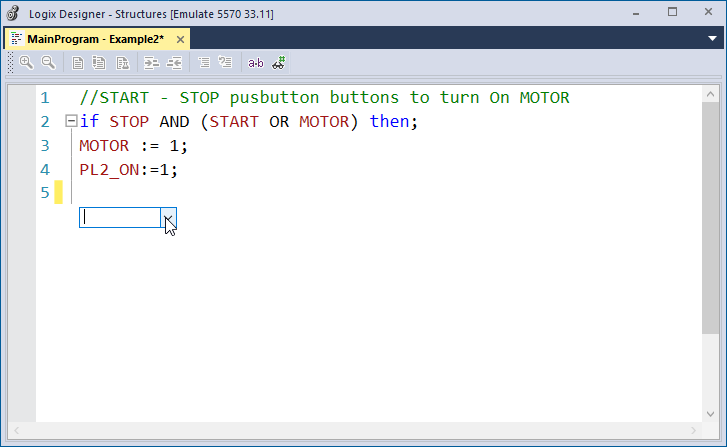 Logix Designer - Structures [Emulate 5570 33.11]
MainProgram - Example2*
a•b
1 //START - STOP pusbutton buttons to turn On MOTOR
2 if STOP AND (START OR MOTOR) then;
3 MOTOR := 1;
4 PL2_ON:=1;
5